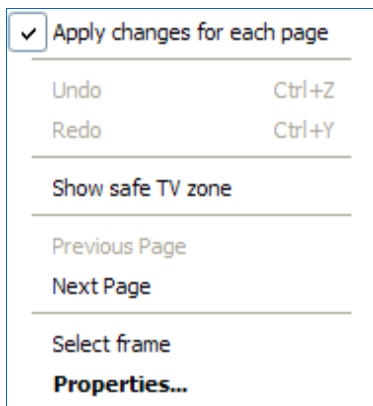 Apply changes for each page
Undo Ctrl+Z
Redo Ctrl+Y
Show safe TV zone
Previous Page
Next Page
Select frame
Properties...